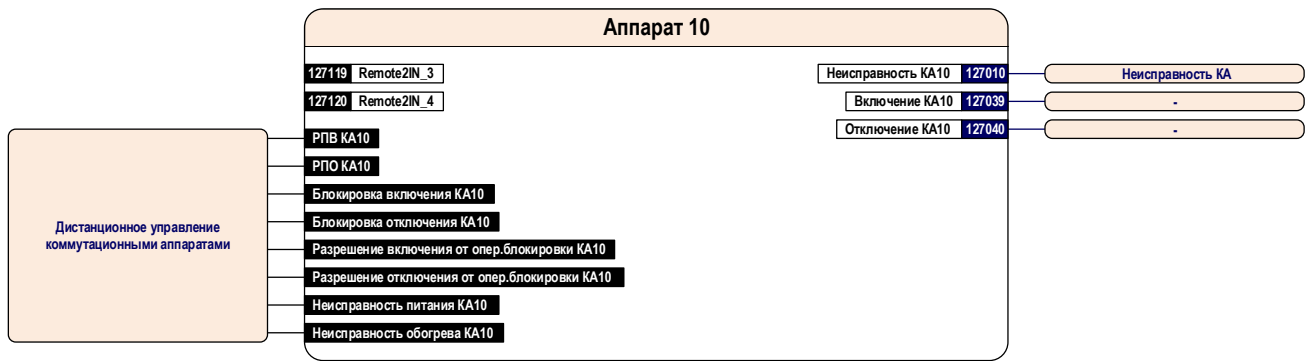 Аппарат 10
127119 Remote2IN_3
127120 Remote2IN_4
РПВ КА10
РПО КА10
Блокировка включения КА10
Блокировка отключения КА10
Разрешение включения от опер.блокировки КА10
Разрешение отключения от опер.блокировки КА10
Неисправность питания КА10
Неисправность обогрева КА10
Дистанционное управление
коммутационными аппаратами
Неисправность КА10 127010
Включение КА10 127039
Отключение КА10 127040
Неисправность КА
-
-